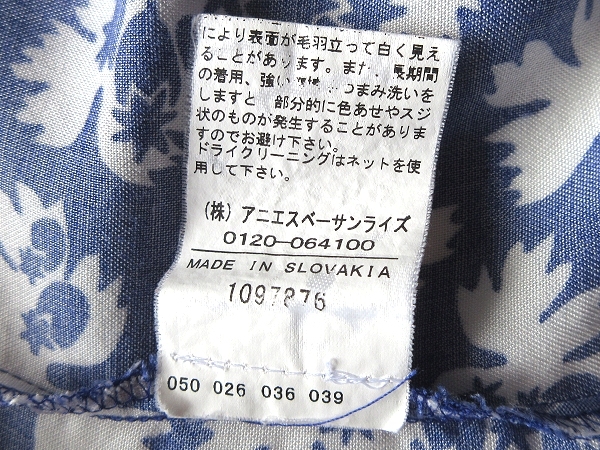 により表面が毛羽立って白く見え
ることがあります。また、長期間
の着用、強い つまみ洗いを
しますと 部分的に色あせやスジ
状のものが発生することがありま
すのでお避け下さい。
ドライクリーニングはネットを使
用して下さい。
(株) アニエスベーサンライズ
0120-064100
MADE IN SLOVAKIA
1097876
050 026 036 039